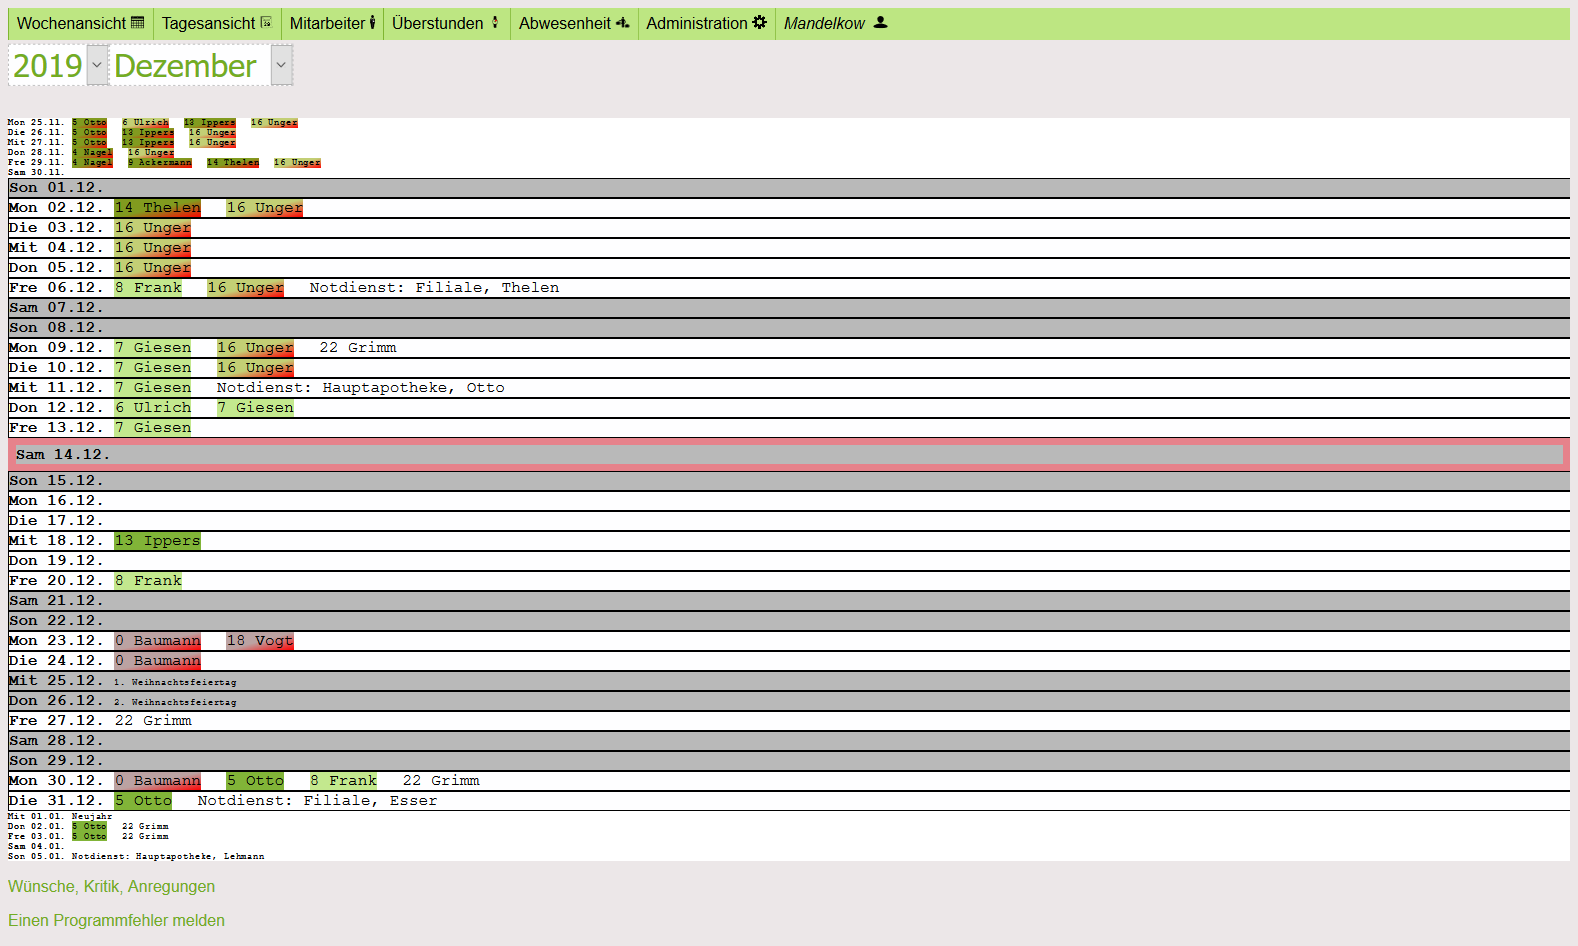 Wochenansicht Tagesansicht Mitarbeiter Überstunden Abwesenheit Administration Mandelkow
2019 Dezember
Mon 25.11. 5 Otto 6 Ulrich 13 Ippers 16 Unger
Die 26.11. 5 Otto 13 Ippers 16 Unger
Mit 27.11. 5 Otto 13 Ippers 16 Unger
Don 28.11. 4 Nagel 16 Unger
Fre 29.11. 4 Nagel 9 Ackermann 14 Thelen 16 Unger
Sam 30.11.
Son 01.12.
Mon 02.12. 14 Thelen 16 Unger
Die 03.12. 16 Unger
Mit 04.12. 16 Unger
Don 05.12. 16 Unger
Fre 06.12. 8 Frank 16 Unger Notdienst: Filiale, Thelen
Sam 07.12.
Son 08.12.
Mon 09.12. 7 Giesen 16 Unger 22 Grimm
Die 10.12. 7 Giesen 16 Unger
Mit 11.12. 7 Giesen Notdienst: Hauptapotheke, Otto
Don 12.12. 6 Ulrich 7 Giesen
Fre 13.12. 7 Giesen
Sam 14.12.
Son 15.12.
Mon 16.12.
Die 17.12.
Mit 18.12. 13 Ippers
Don 19.12.
Fre 20.12. 8 Frank
Sam 21.12.
Son 22.12.
Mon 23.12. 0 Baumann 18 Vogt
Die 24.12. 0 Baumann
Mit 25.12. 1. Weihnachtsfeiertag
Don 26.12. 2. Weihnachtsfeiertag
Fre 27.12. 22 Grimm
Sam 28.12.
Son 29.12.
Mon 30.12. 0 Baumann 5 Otto 8 Frank 22 Grimm
Die 31.12. 5 Otto Notdienst: Filiale, Esser
Mit 01.01. Neujahr
Don 02.01. 5 Otto 22 Grimm
Fre 03.01. 5 Otto 22 Grimm
Sam 04.01.
Son 05.01. Notdienst: Hauptapotheke, Lehmann
Wünsche, Kritik, Anregungen
Einen Programmfehler melden